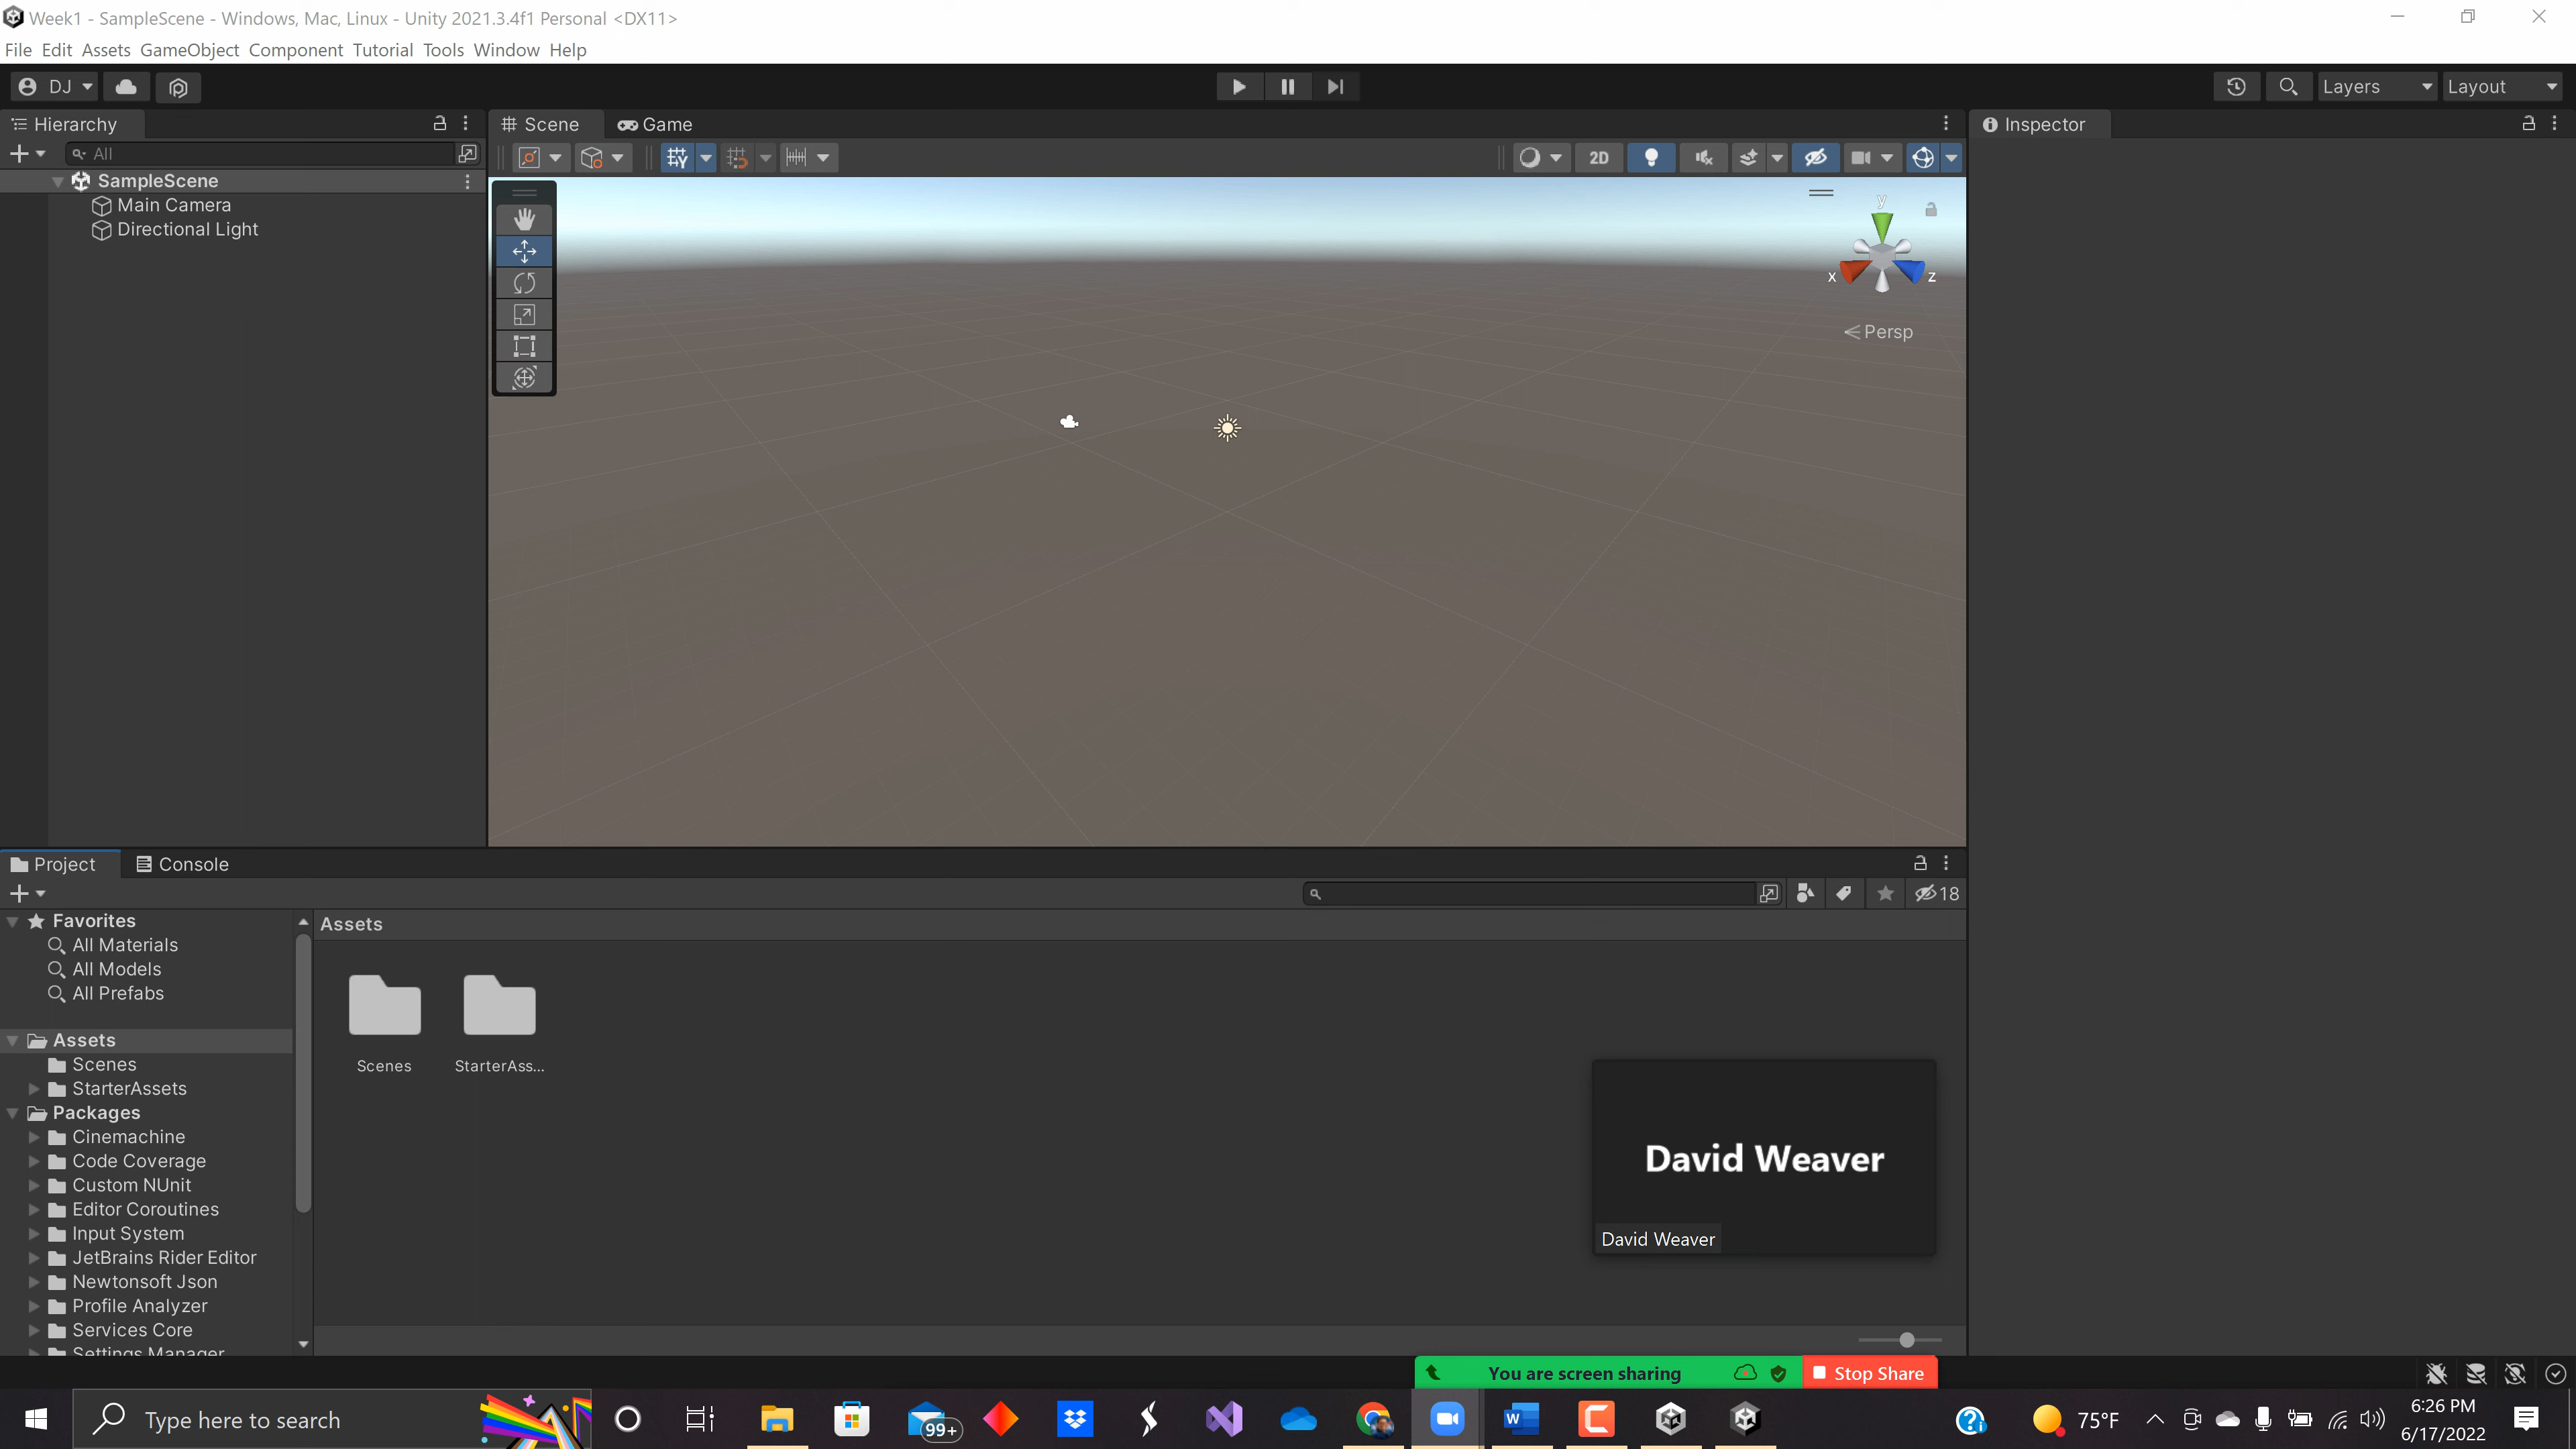 Week1 - SampleScene - Windows, Mac, Linux - Unity 2021.3.4f1 Personal <DX11>
File Edit Assets GameObject Component Tutorial Tools Window Help
DJ
Layers
Layout
Hierarchy
Scene
Game
Inspector
All
2D
SampleScene
Main Camera
Directional Light
y
x
z
Persp
Project
Console
18
Favorites
All Materials
All Models
All Prefabs
Assets
Scenes
StarterAssets
Packages
Cinemachine
Code Coverage
Custom NUnit
Editor Coroutines
Input System
JetBrains Rider Editor
Newtonsoft Json
Profile Analyzer
Services Core
Settings Manager
Assets
Scenes
StarterAss...
David Weaver
David Weaver
You are screen sharing
Stop Share
Type here to search
99+
75°F
6:26 PM
6/17/2022